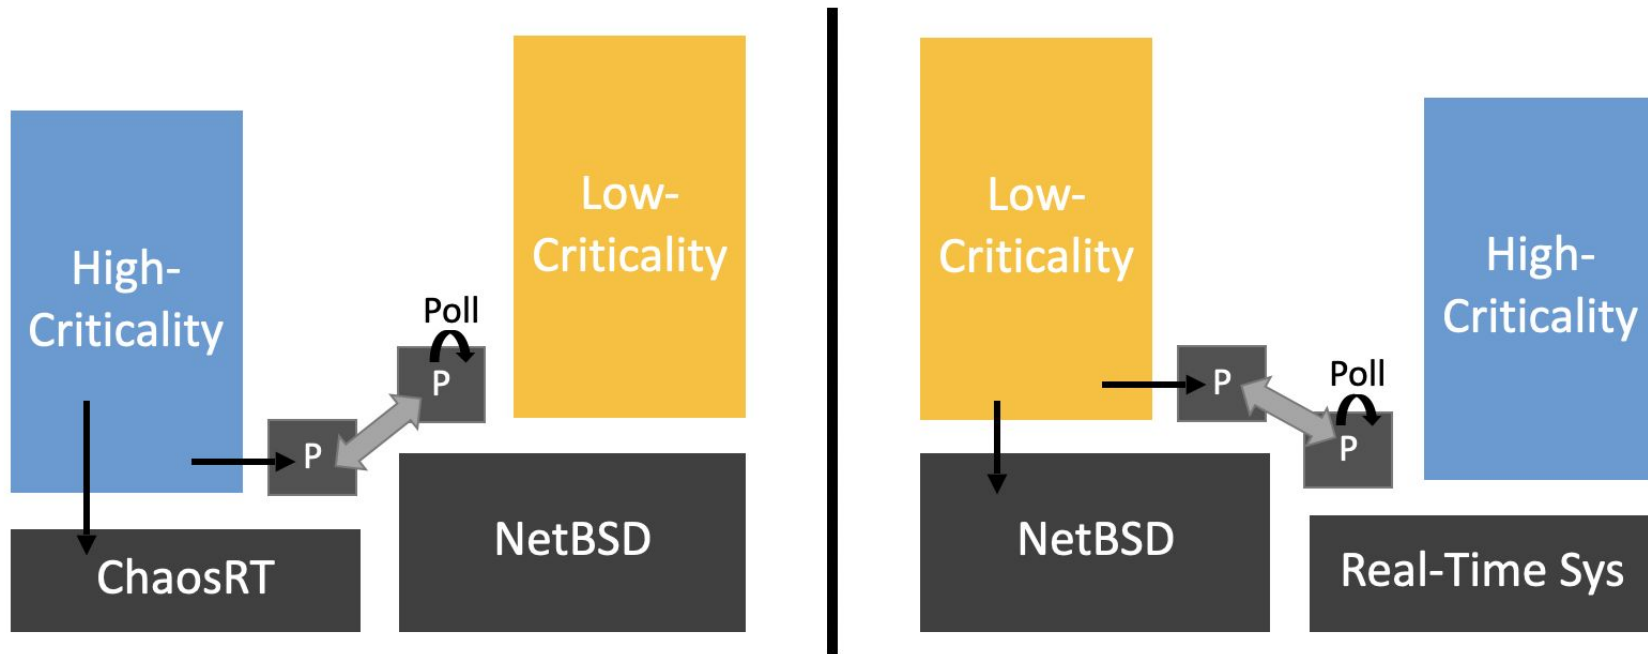 High-
Criticality
ChaosRT
P
Poll
P
Low-
Criticality
NetBSD
Low-
Criticality
NetBSD
P
Poll
P
High-
Criticality
Real-Time Sys